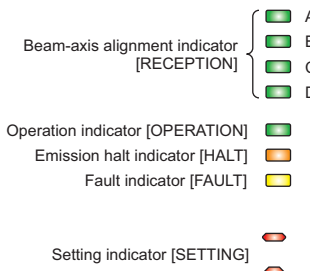 Beam-axis alignment indicator
[RECEPTION]
Operation indicator [OPERATION]
Emission halt indicator [HALT]
Fault indicator [FAULT]
Setting indicator [SETTING]